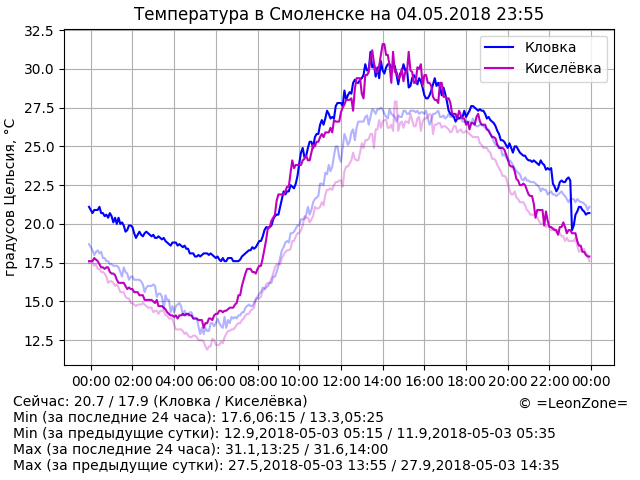 Температура в Смоленске на 04.05.2018 23:55
градусов Цельсия, °C
32.5
30.0
27.5
25.0
22.5
20.0
17.5
15.0
12.5
Кловка
Киселёвка
00:00 02:00 04:00 06:00 08:00 10:00 12:00 14:00 16:00 18:00 20:00 22:00 00:00
Сейчас: 20.7 / 17.9 (Кловка / Киселёвка)
© =LeonZone=
Min (за последние 24 часа): 17.6,06:15 / 13.3,05:25
Min (за предыдущие сутки): 12.9,2018-05-03 05:15 / 11.9,2018-05-03 05:35
Max (за последние 24 часа): 31.1,13:25 / 31.6,14:00
Max (за предыдущие сутки): 27.5,2018-05-03 13:55 / 27.9,2018-05-03 14:35